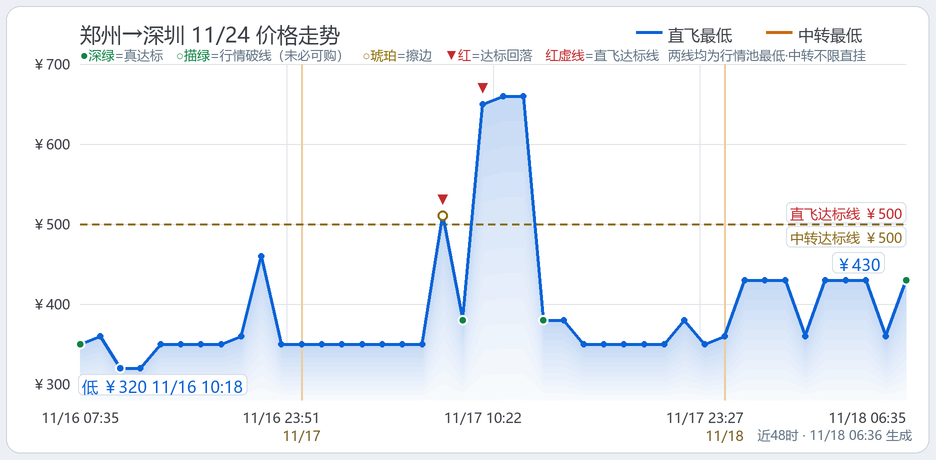 郑州→深圳 11/24 价格走势
直飞最低 中转最低
●深绿=真达标 ○描绿=行情破线（未必可购） ○琥珀=擦边 ▼红=达标回落 红虚线=直飞达标线 两线均为行情池最低·中转不限直挂
￥700
￥600
￥500
￥400
￥300
直飞达标线 ￥500
中转达标线 ￥500
￥430
低 ￥320 11/16 10:18
11/16 07:35 11/16 23:51 11/17 10:22 11/17 23:27 11/18 06:35
11/17 11/18 近48时 · 11/18 06:36 生成